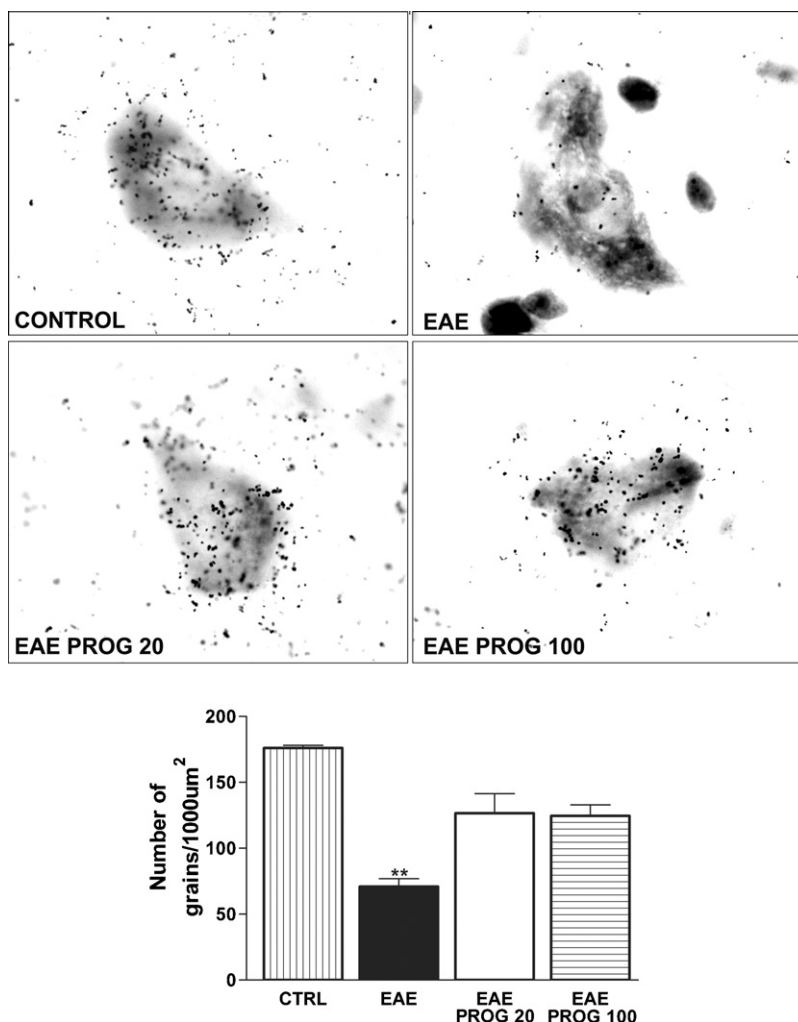 CONTROL
EAE
EAE PROG 20
EAE PROG 100
Number of
grains/1000um²
200
150
100
50
0
**
CTRL
EAE
EAE
PROG 20
EAE
PROG 100